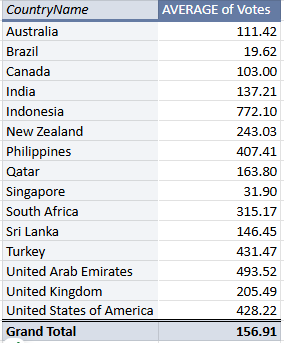 CountryName AVERAGE of Votes
Australia 111.42
Brazil 19.62
Canada 103.00
India 137.21
Indonesia 772.10
New Zealand 243.03
Philippines 407.41
Qatar 163.80
Singapore 31.90
South Africa 315.17
Sri Lanka 146.45
Turkey 431.47
United Arab Emirates 493.52
United Kingdom 205.49
United States of America 428.22
Grand Total 156.91